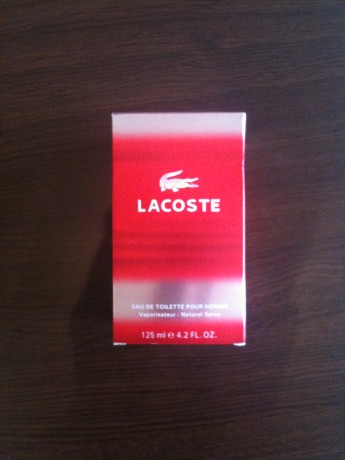 LACOSTE
EAU DE TOILETTE POUR HOMME
Vaporisateur - Natural Spray
125 ml ℮ 4.2 FL. OZ.